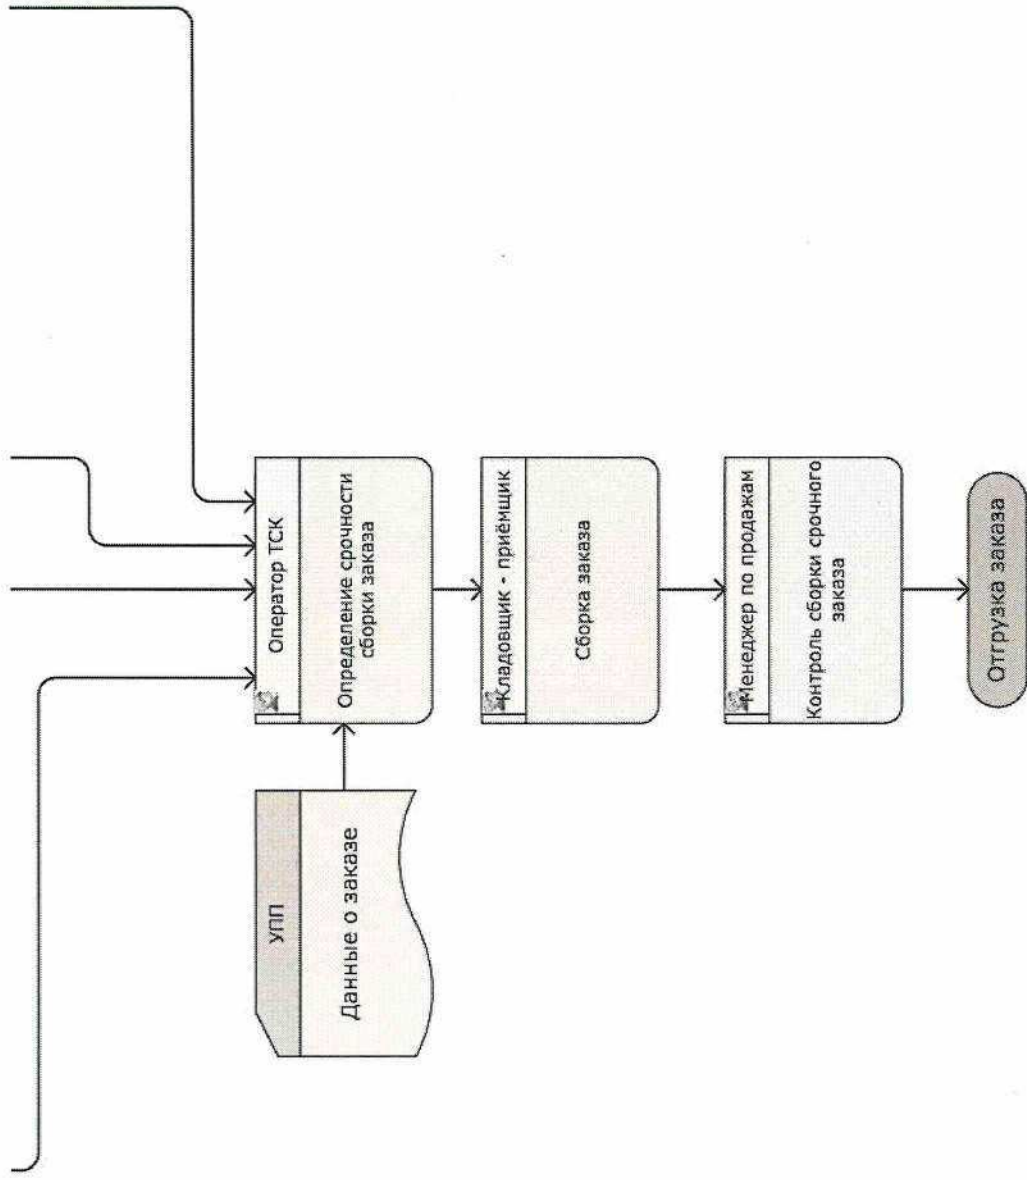 УПП
Данные о заказе
Оператор ТСК
Определение срочности
сборки заказа
Кладовщик - приёмщик
Сборка заказа
Менеджер по продажам
Контроль сборки срочного
заказа
Отгрузка заказа